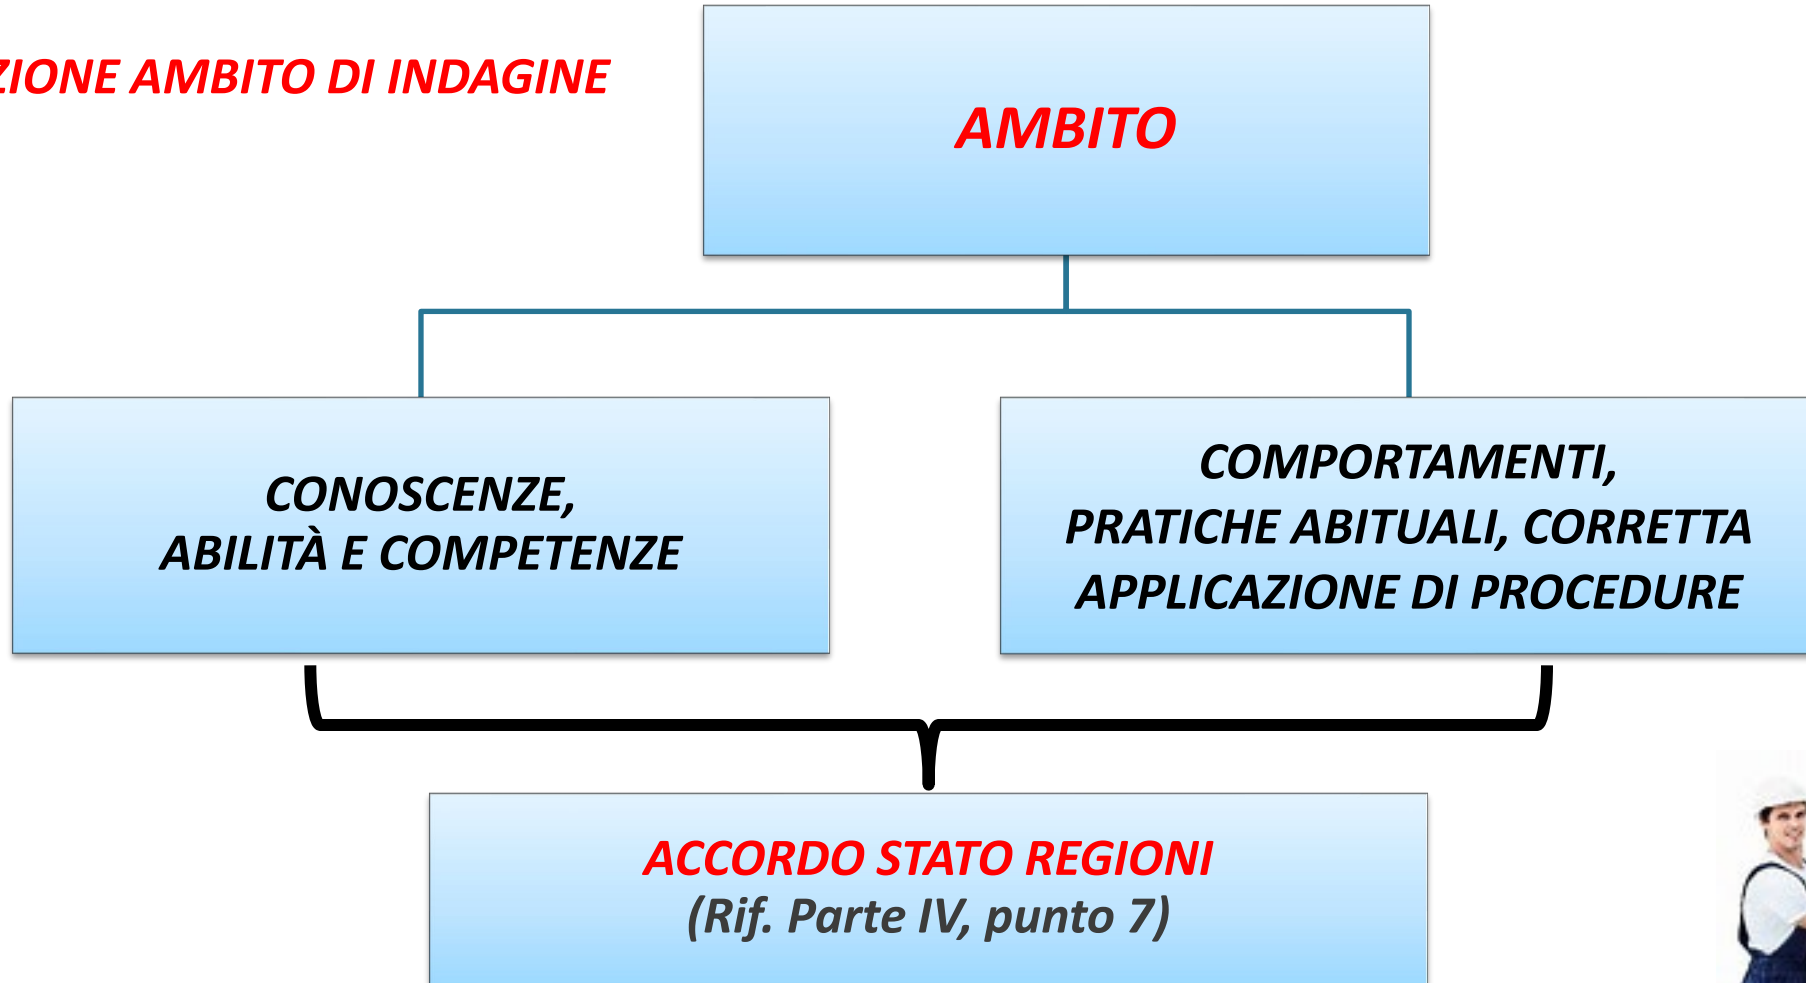 ZIONE AMBITO DI INDAGINE
AMBITO
CONOSCENZE,
ABILITÀ E COMPETENZE
COMPORTAMENTI,
PRATICHE ABITUALI, CORRETTA
APPLICAZIONE DI PROCEDURE
ACCORDO STATO REGIONI
(Rif. Parte IV, punto 7)